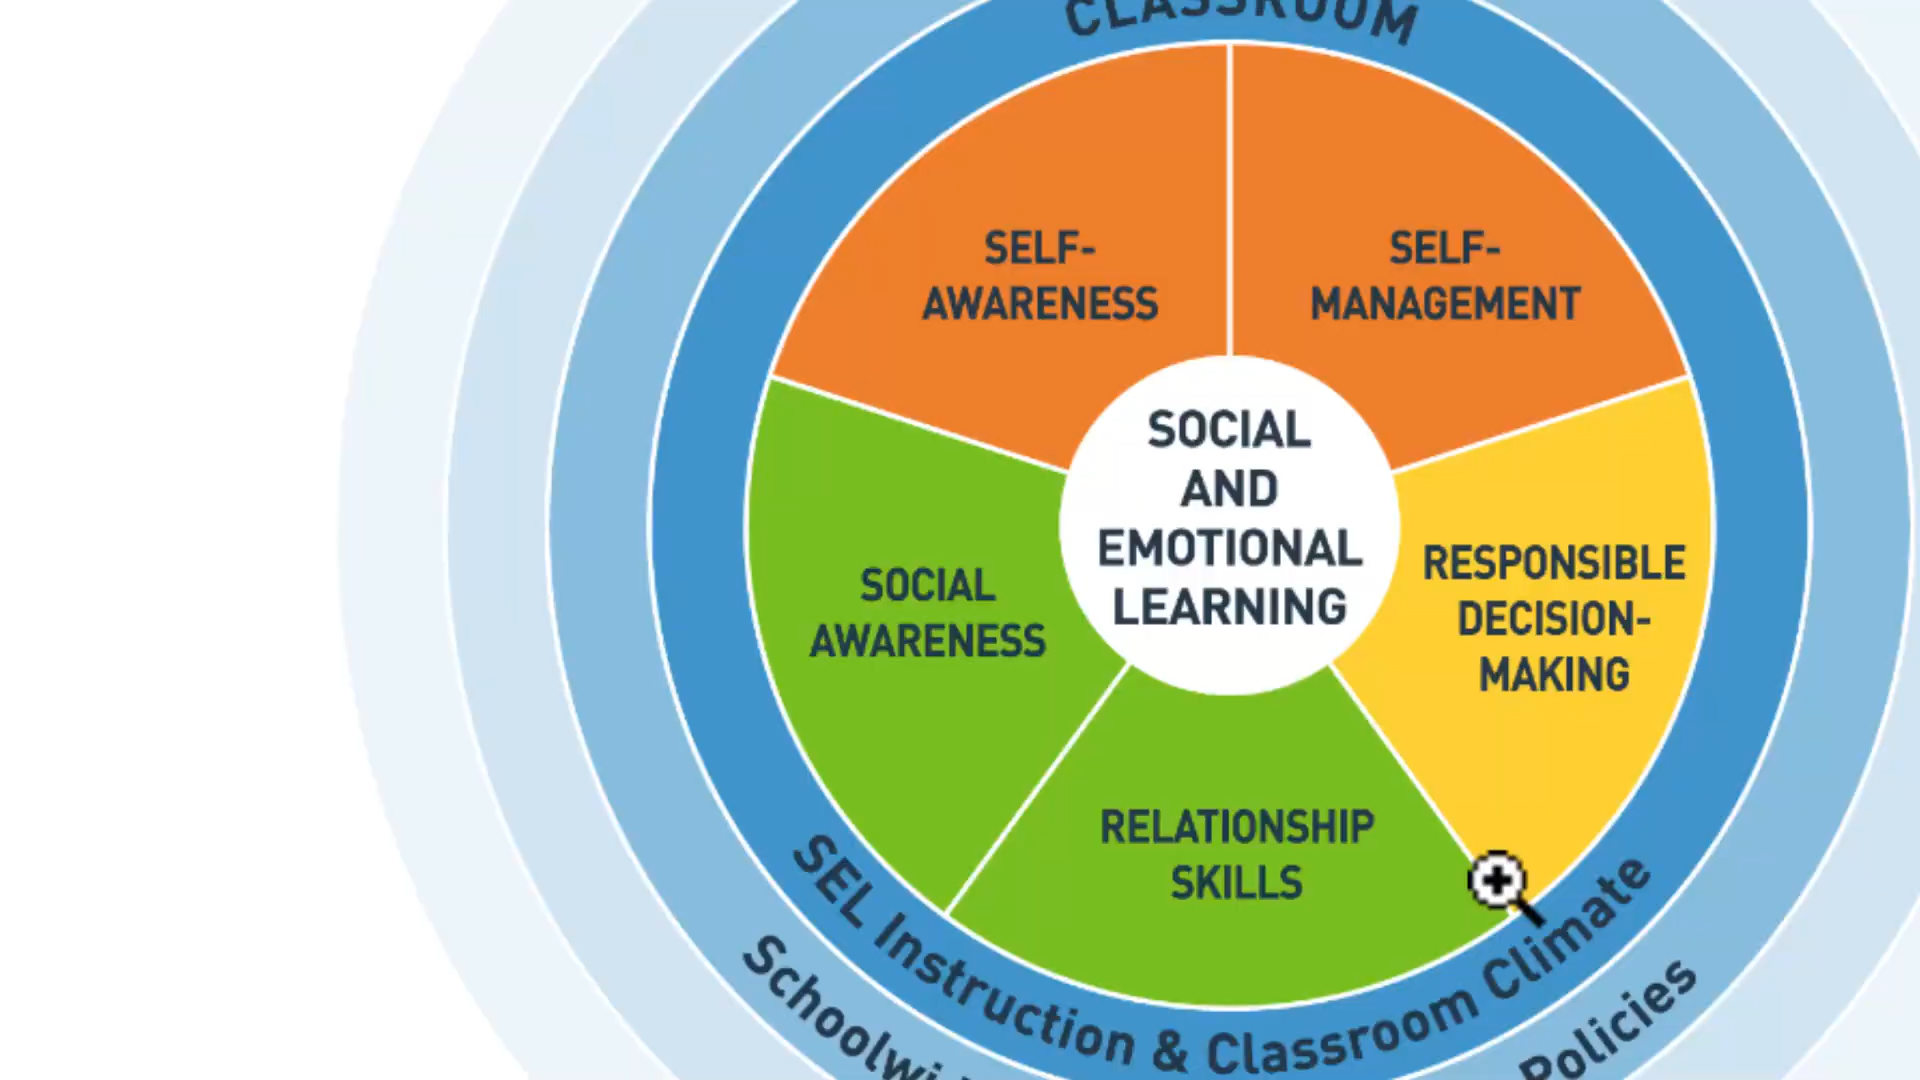 CLASSROOM
SELF-
AWARENESS
SELF-
MANAGEMENT
SOCIAL
AND
EMOTIONAL
LEARNING
SOCIAL
AWARENESS
RESPONSIBLE
DECISION-
MAKING
RELATIONSHIP
SKILLS
SEL Instruction & Classroom Climate
Policies